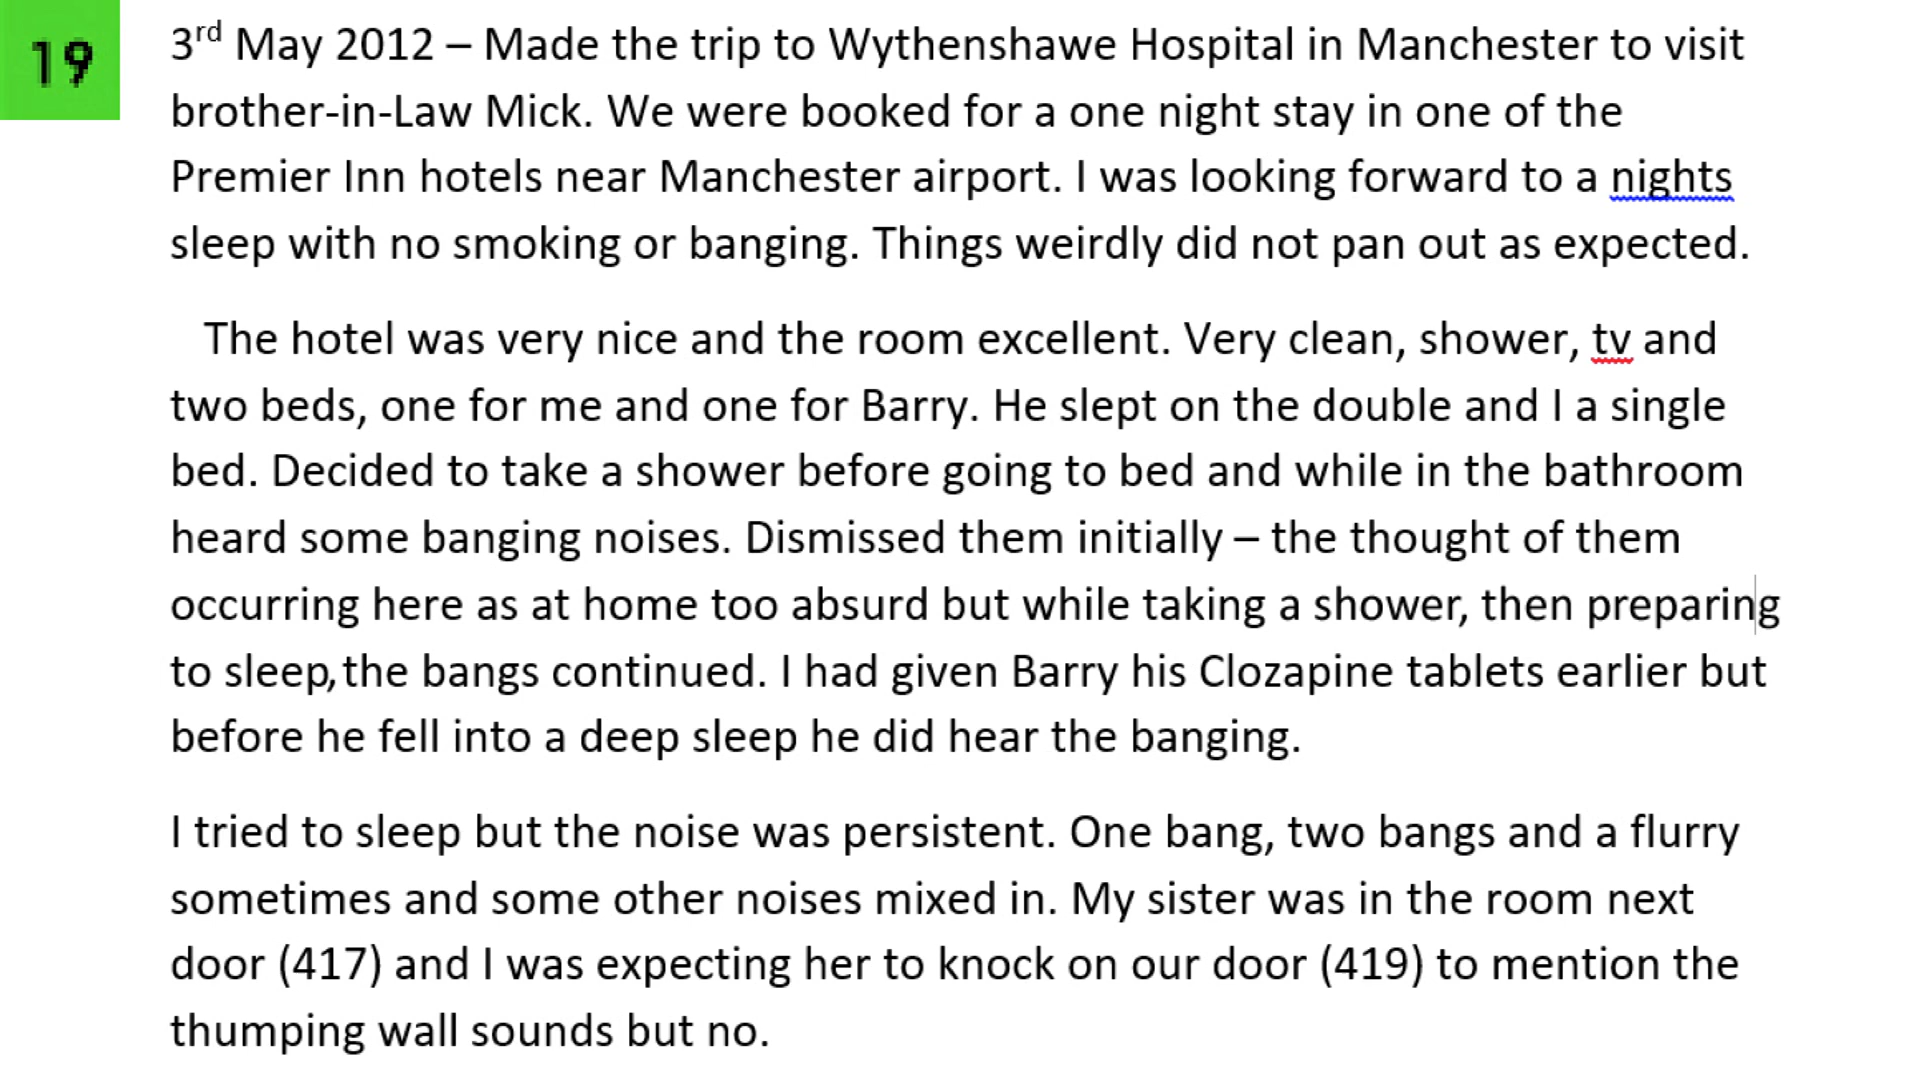 19
3rd May 2012 – Made the trip to Wythenshawe Hospital in Manchester to visit
brother-in-Law Mick. We were booked for a one night stay in one of the
Premier Inn hotels near Manchester airport. I was looking forward to a nights
sleep with no smoking or banging. Things weirdly did not pan out as expected.
The hotel was very nice and the room excellent. Very clean, shower, tv and
two beds, one for me and one for Barry. He slept on the double and I a single
bed. Decided to take a shower before going to bed and while in the bathroom
heard some banging noises. Dismissed them initially – the thought of them
occurring here as at home too absurd but while taking a shower, then preparing
to sleep,the bangs continued. I had given Barry his Clozapine tablets earlier but
before he fell into a deep sleep he did hear the banging.
I tried to sleep but the noise was persistent. One bang, two bangs and a flurry
sometimes and some other noises mixed in. My sister was in the room next
door (417) and I was expecting her to knock on our door (419) to mention the
thumping wall sounds but no.